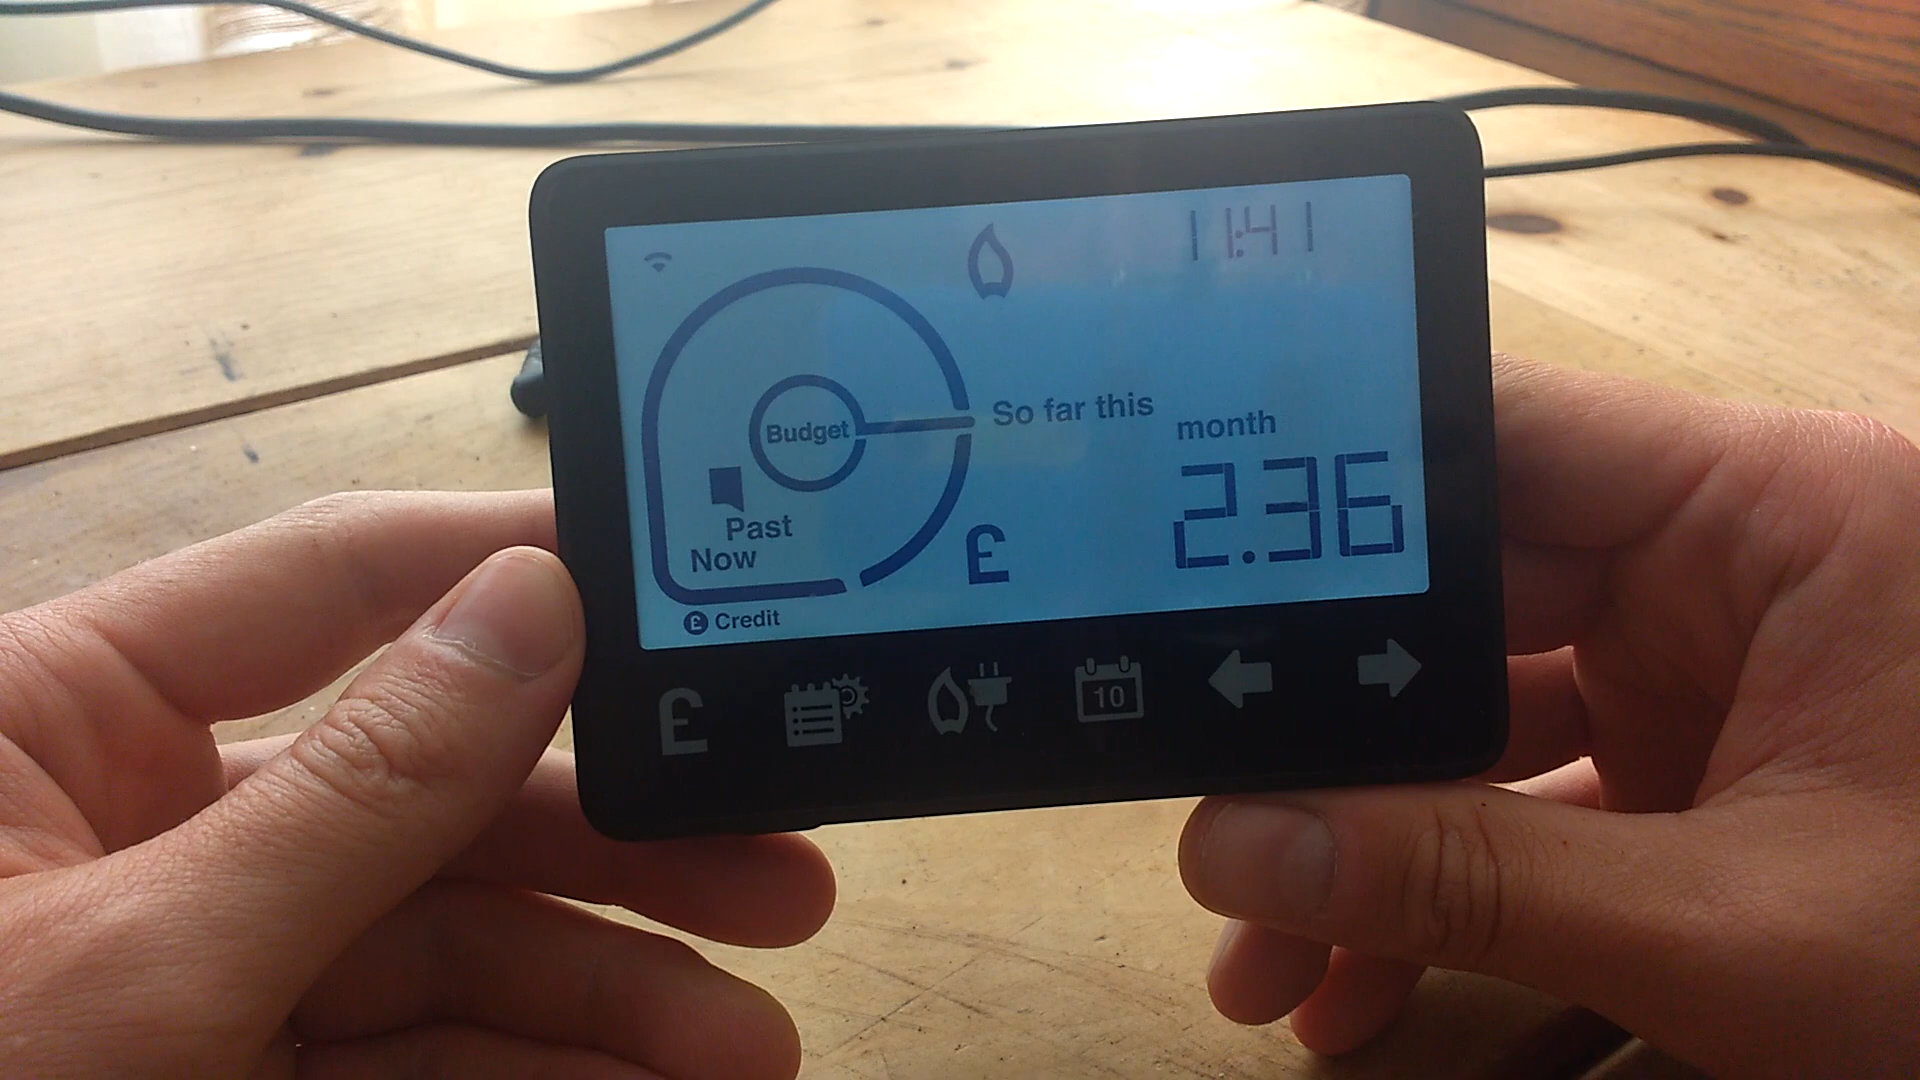 11:41
Budget
So far this month
Past
Now
£ 2.36
£ Credit
£
10